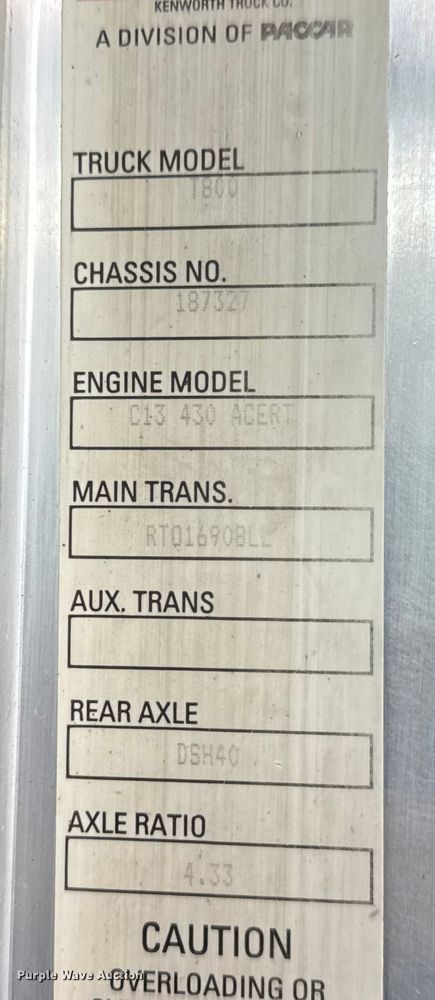 KENWORTH TRUCK CO.
A DIVISION OF PACCAR
TRUCK MODEL
T800
CHASSIS NO.
187327
ENGINE MODEL
C13 430 ACERT
MAIN TRANS.
RTO16908LL
AUX. TRANS
REAR AXLE
DSH40
AXLE RATIO
4.33
CAUTION
OVERLOADING OR
Purple Wave Auction